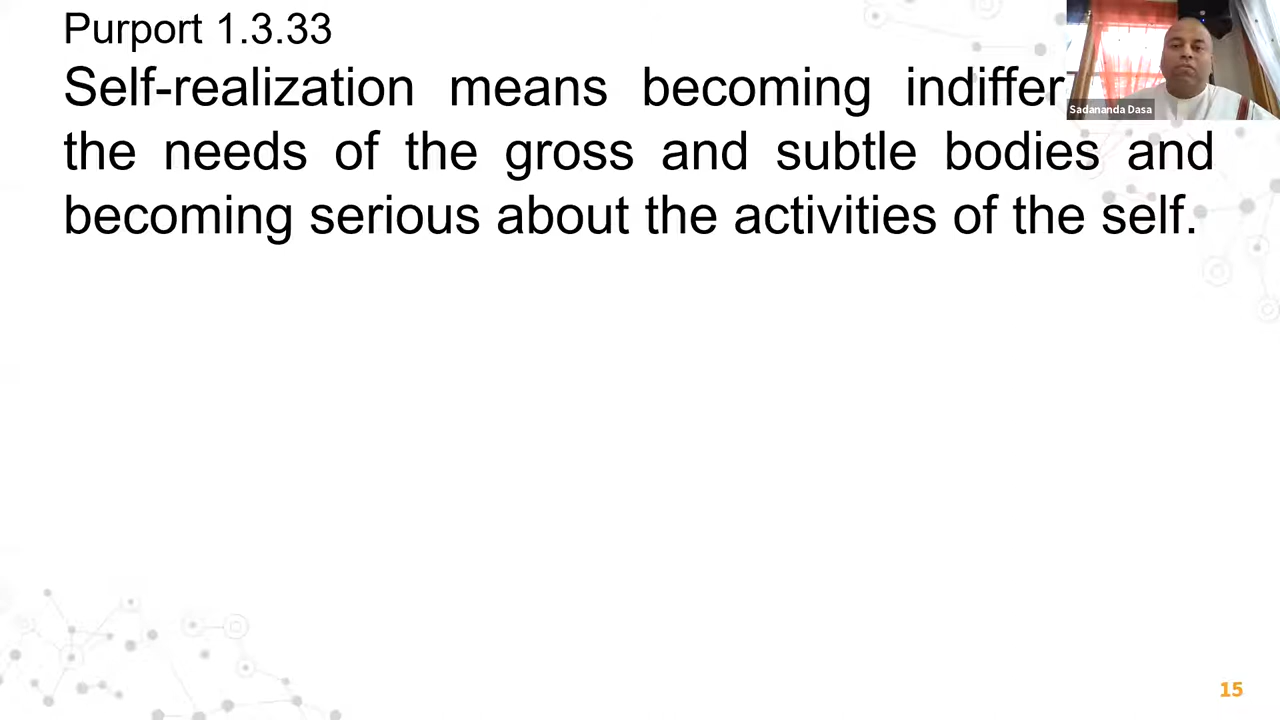 Purport 1.3.33
Self-realization means becoming
the needs of the gross and subtle bodies and
becoming serious about the activities of the self.
Sadananda Dasa
15